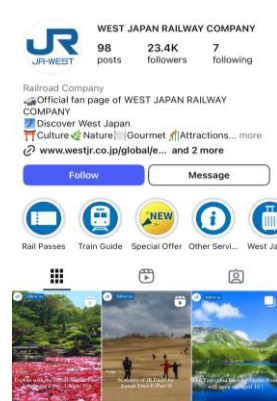 WEST JAPAN RAILWAY COMPANY
98 23.4K 7
posts followers following
JR-WEST
Railroad Company
Official fan page of WEST JAPAN RAILWAY
COMPANY
Discover West Japan
Culture Nature Gourmet Attractions... more
www.westjr.co.jp/global/e... and 2 more
Follow Message
NEW
Rail Passes Train Guide Special Offer Other Servi... West Ja